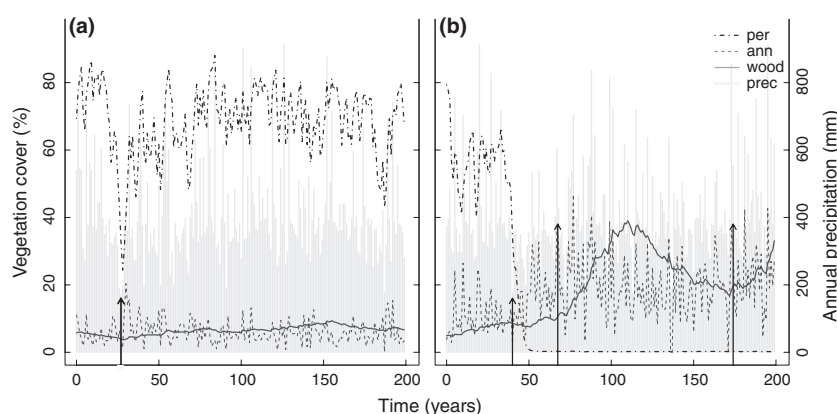 (a)
(b)
per
ann
wood
prec
Vegetation cover (%)
80
60
40
20
0
800
600
400
200
0
Annual precipitation (mm)
0 50 100 150 200
0 50 100 150 200
Time (years)